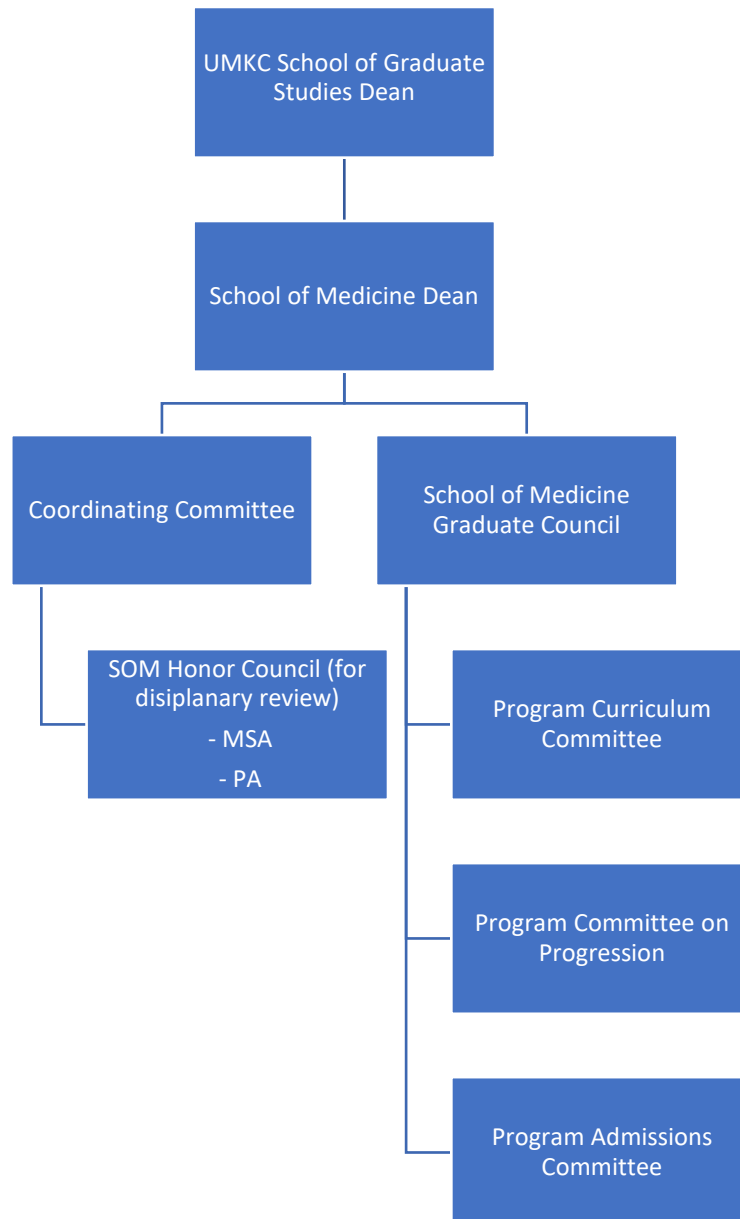 UMKC School of Graduate
Studies Dean
School of Medicine Dean
Coordinating Committee
School of Medicine
Graduate Council
SOM Honor Council (for
disiplanary review)
- MSA
- PA
Program Curriculum
Committee
Program Committee on
Progression
Program Admissions
Committee